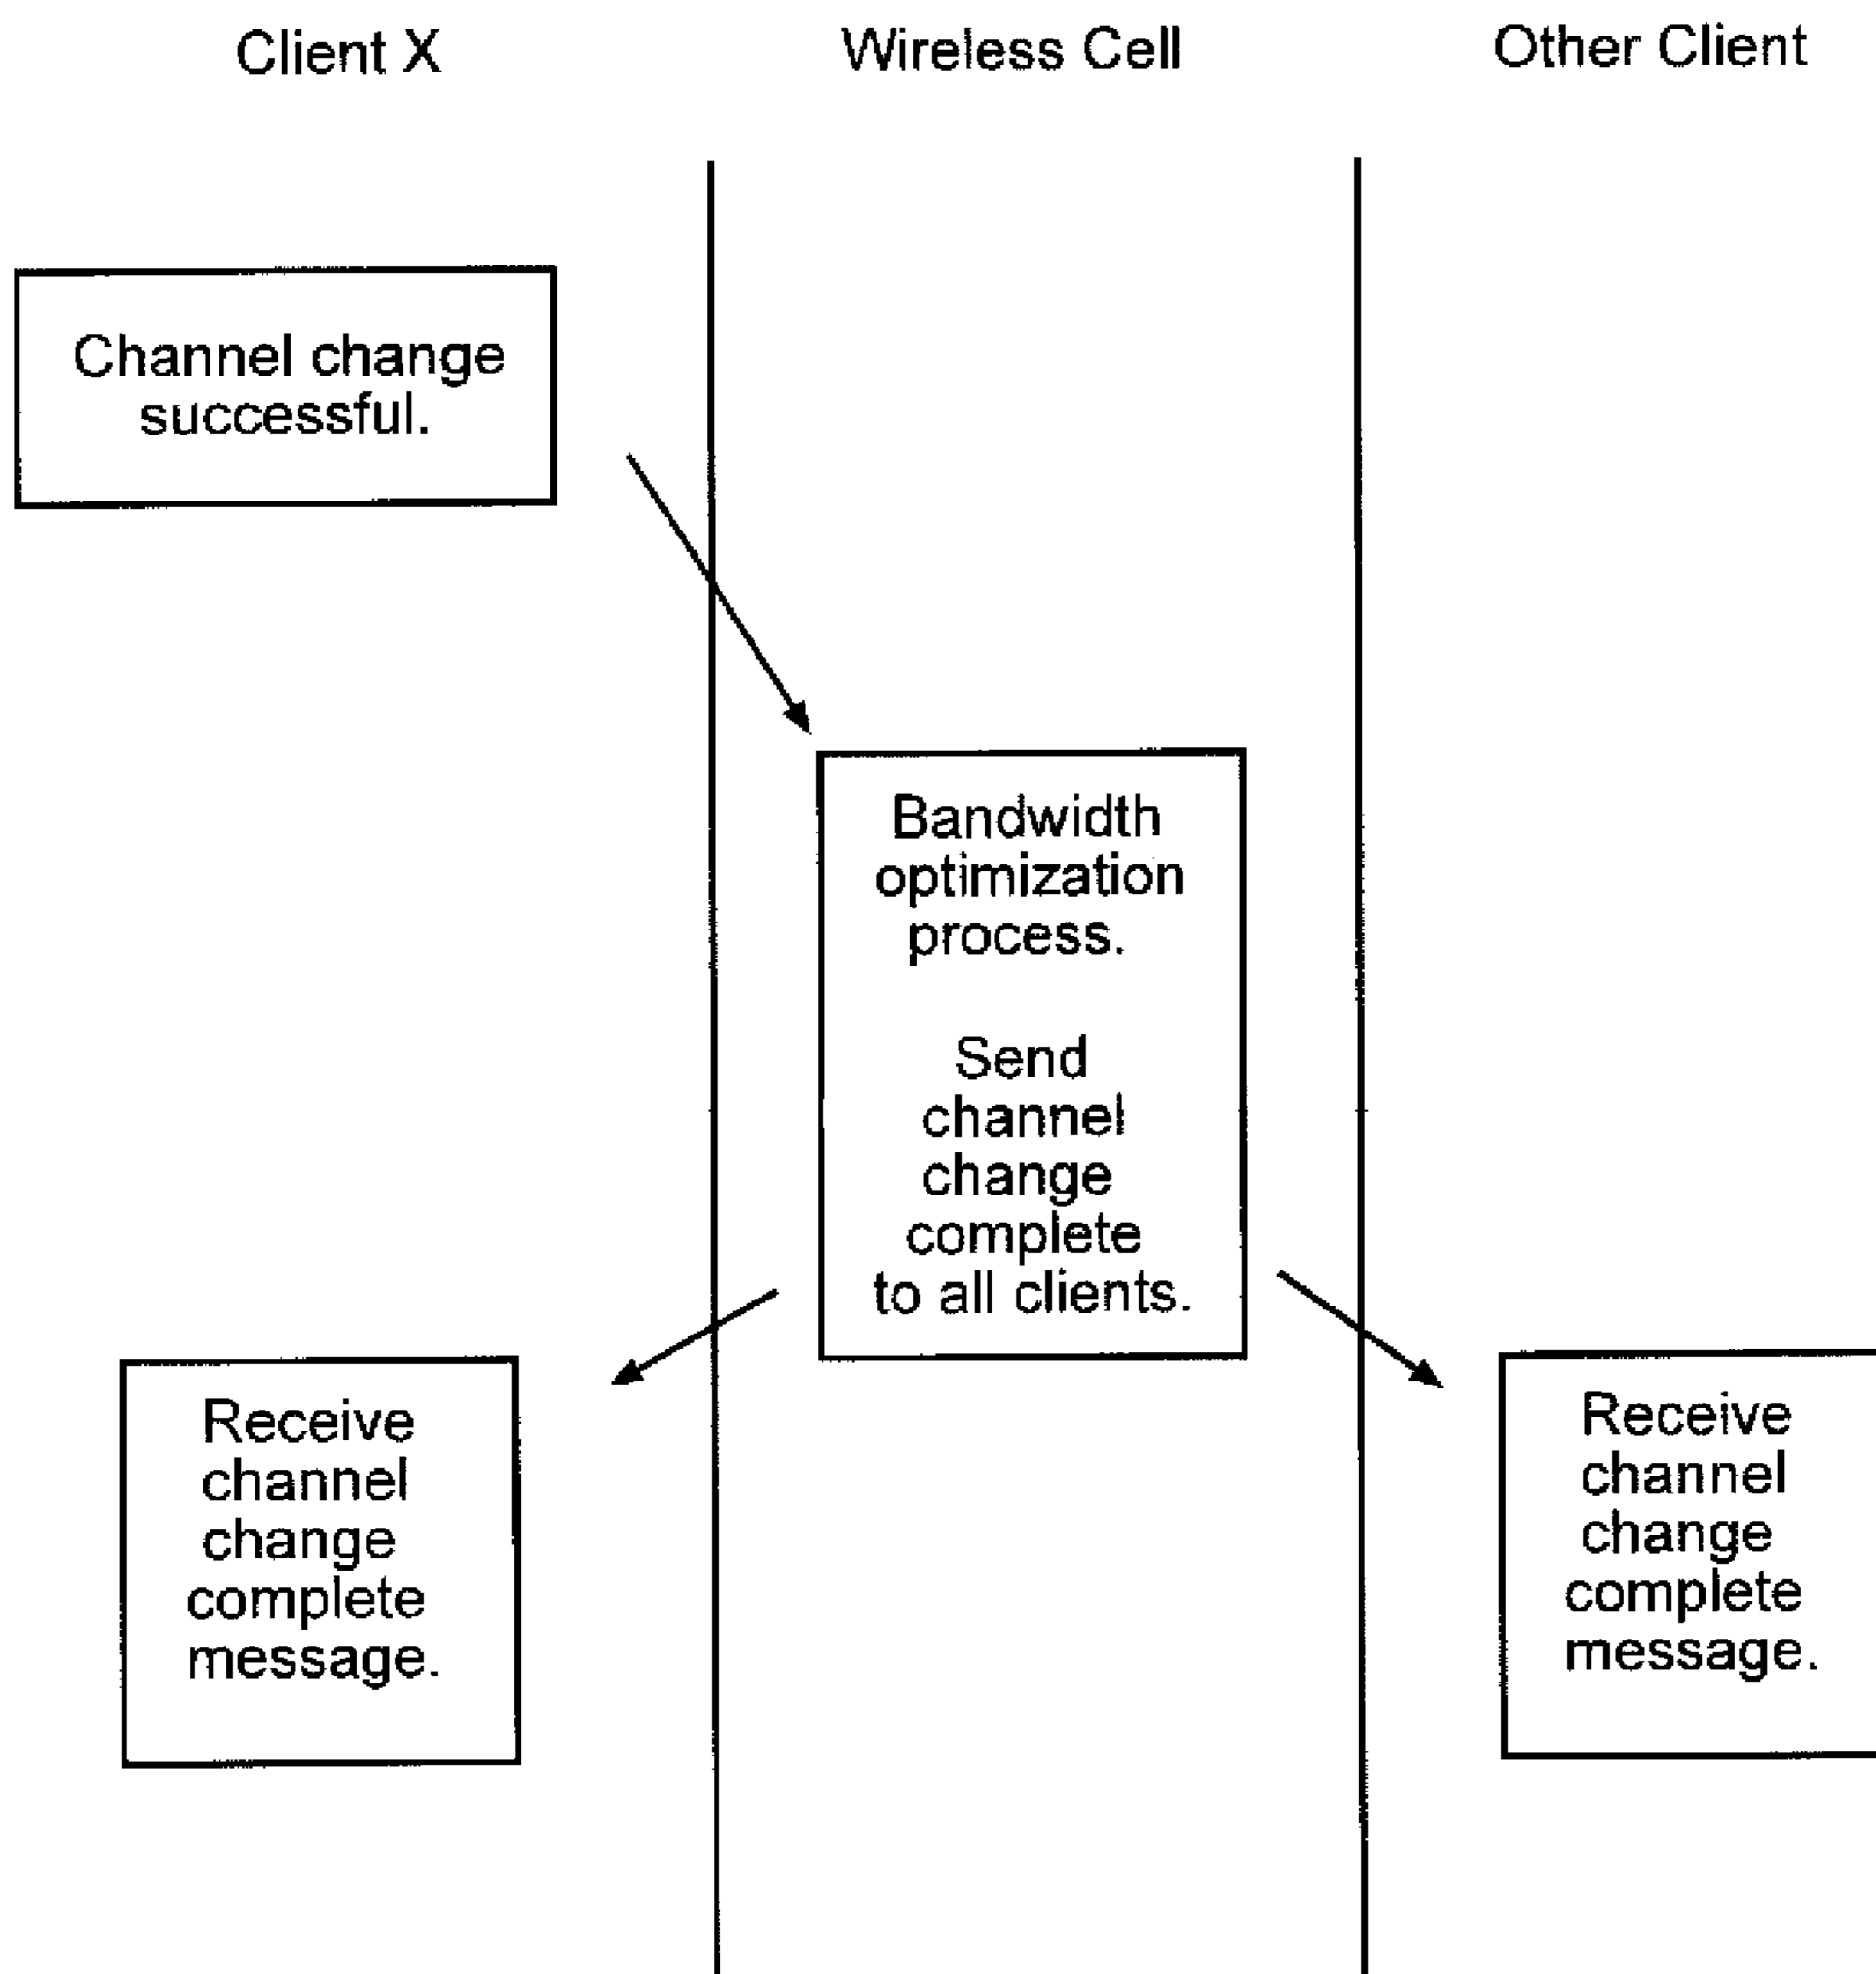 Client X
Wireless Cell
Other Client
Channel change
successful.
Bandwidth
optimization
process.
Send
channel
change
complete
to all clients.
Receive
channel
change
complete
message.
Receive
channel
change
complete
message.